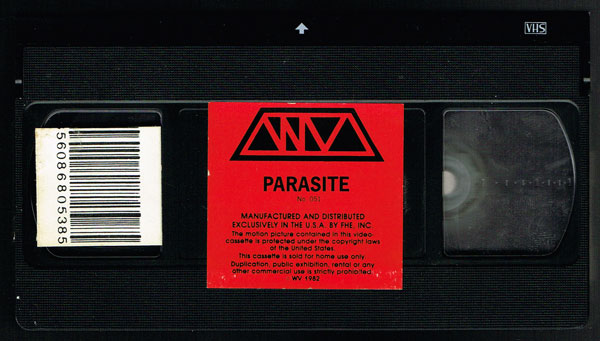 VHS
56086805385
WV
PARASITE
No. 051
MANUFACTURED AND DISTRIBUTED
EXCLUSIVELY IN THE U.S.A. BY FHE, INC.
The motion picture contained in this video-
cassette is protected under the copyright laws
of the United States.
This cassette is sold for home use only.
Duplication, public exhibition, rental or any
other commercial use is strictly prohibited.
WV 1982